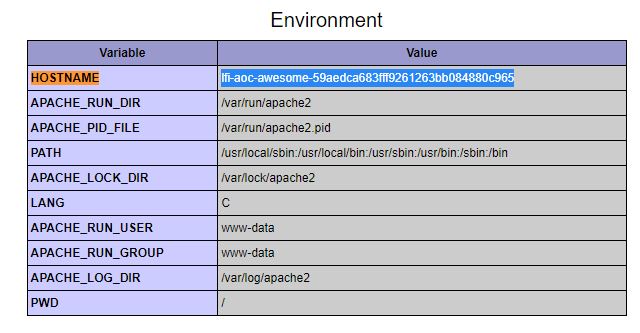 Environment
Variable Value
HOSTNAME lfi-aoc-awesome-59aedca683fff9261263bb084880c965
APACHE_RUN_DIR /var/run/apache2
APACHE_PID_FILE /var/run/apache2.pid
PATH /usr/local/sbin:/usr/local/bin:/usr/sbin:/usr/bin:/sbin:/bin
APACHE_LOCK_DIR /var/lock/apache2
LANG C
APACHE_RUN_USER www-data
APACHE_RUN_GROUP www-data
APACHE_LOG_DIR /var/log/apache2
PWD /